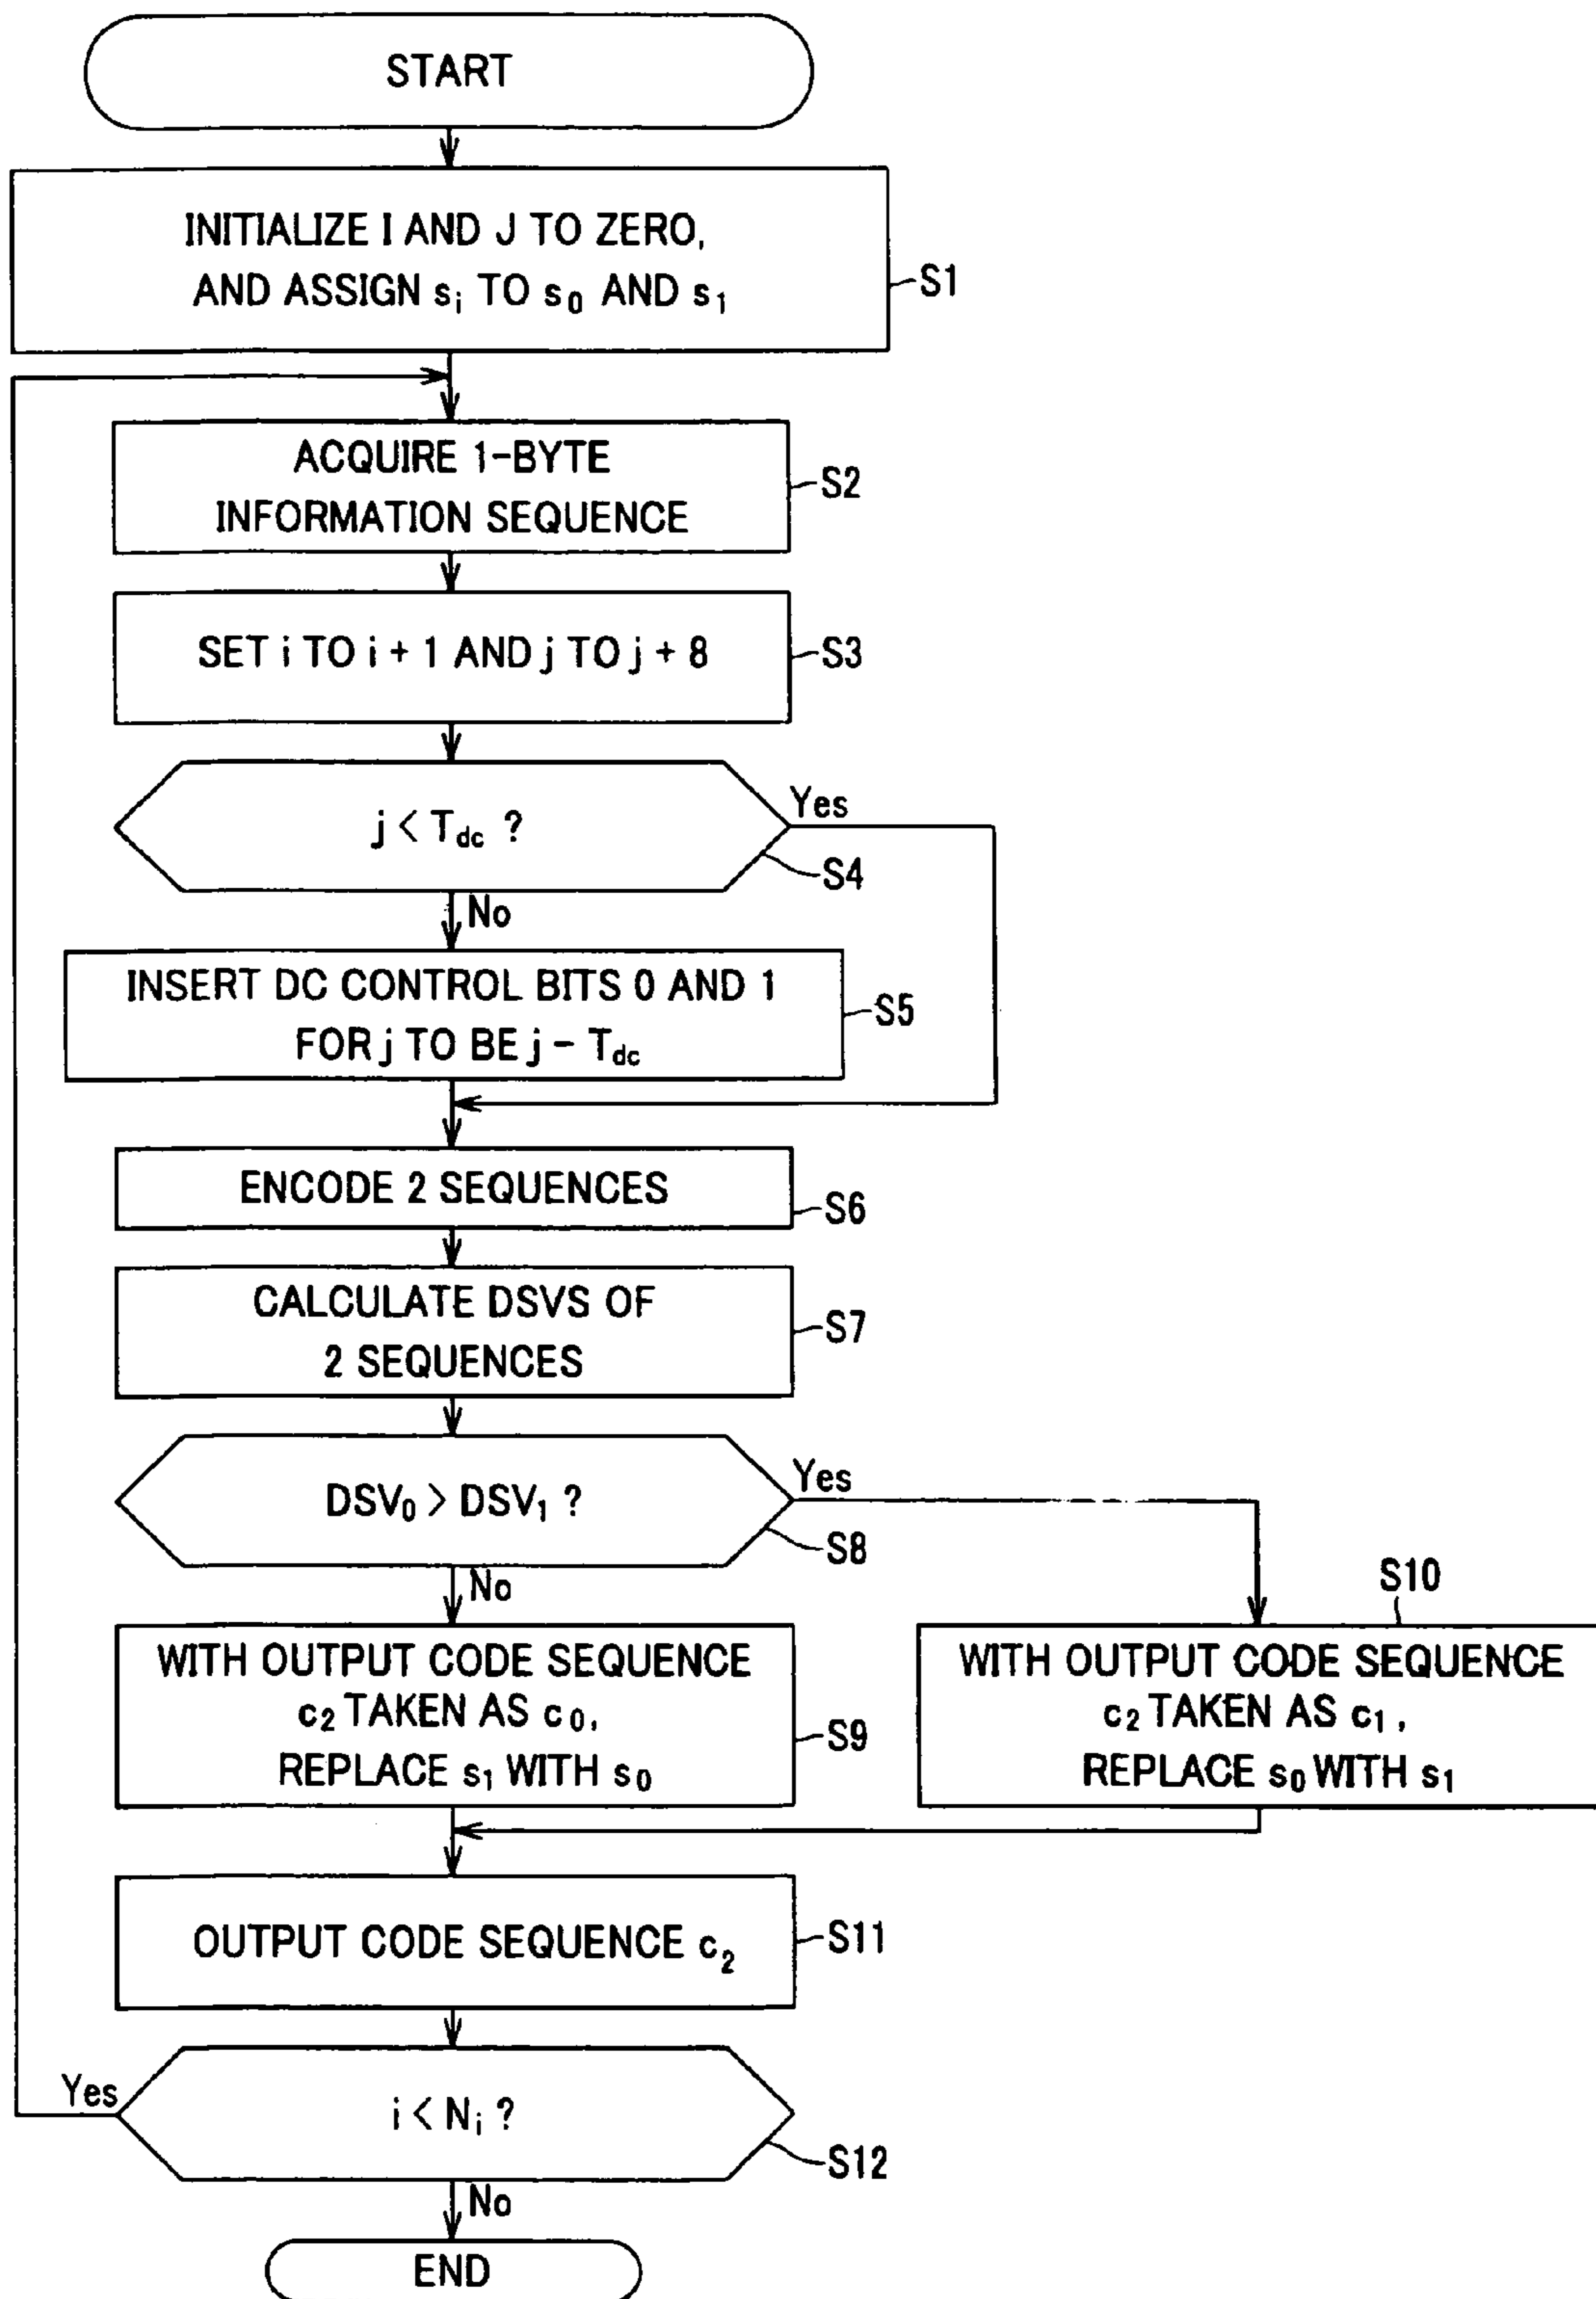 START
INITIALIZE I AND J TO ZERO,
AND ASSIGN sᵢ TO s₀ AND s₁
S1
ACQUIRE 1-BYTE
INFORMATION SEQUENCE
S2
SET i TO i + 1 AND j TO j + 8
S3
j < T_dc ?
Yes
S4
No
INSERT DC CONTROL BITS 0 AND 1
FOR j TO BE j − T_dc
S5
ENCODE 2 SEQUENCES
S6
CALCULATE DSVS OF
2 SEQUENCES
S7
DSV₀ > DSV₁ ?
Yes
S8
No
WITH OUTPUT CODE SEQUENCE
c₂ TAKEN AS c₀,
REPLACE s₁ WITH s₀
S9
S10
WITH OUTPUT CODE SEQUENCE
c₂ TAKEN AS c₁,
REPLACE s₀ WITH s₁
OUTPUT CODE SEQUENCE c₂
S11
Yes
i < Nᵢ ?
S12
No
END